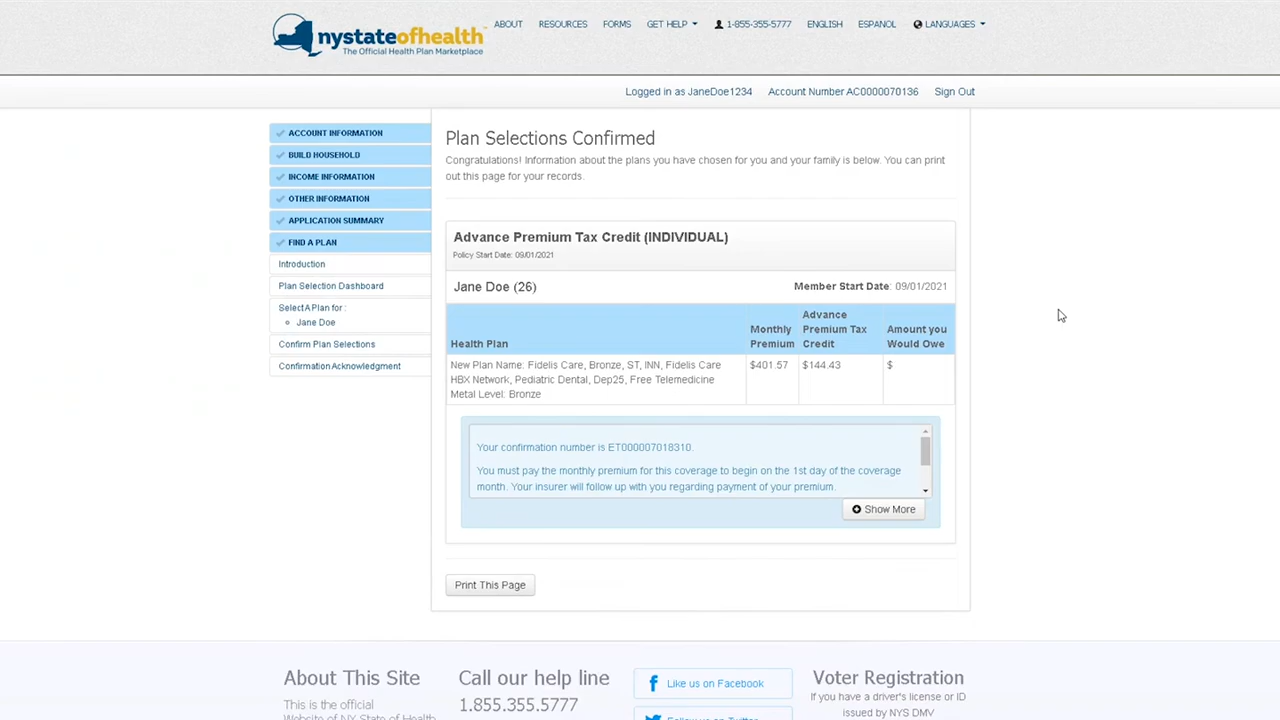 nystateofhealth
The Official Health Plan Marketplace
ABOUT RESOURCES FORMS GET HELP 1-855-355-5777 ENGLISH ESPANOL LANGUAGES
Logged in as JaneDoe1234 Account Number AC0000070136 Sign Out
ACCOUNT INFORMATION
BUILD HOUSEHOLD
INCOME INFORMATION
OTHER INFORMATION
APPLICATION SUMMARY
FIND A PLAN
Introduction
Plan Selection Dashboard
Select A Plan for :
Jane Doe
Confirm Plan Selections
Confirmation Acknowledgment
Plan Selections Confirmed
Congratulations! Information about the plans you have chosen for you and your family is below. You can print
out this page for your records.
Advance Premium Tax Credit (INDIVIDUAL)
Policy Start Date: 09/01/2021
Jane Doe (26) Member Start Date: 09/01/2021
Health Plan
Monthly
Premium
Advance
Premium Tax
Credit
Amount you
Would Owe
New Plan Name: Fidelis Care, Bronze, ST, INN, Fidelis Care
HBX Network, Pediatric Dental, Dep25, Free Telemedicine
Metal Level: Bronze
$401.57
$144.43
$
Your confirmation number is ET000007018310.
You must pay the monthly premium for this coverage to begin on the 1st day of the coverage
month. Your insurer will follow up with you regarding payment of your premium.
Show More
Print This Page
About This Site
This is the official
Website of NY State of Health
Call our help line
1.855.355.5777
Like us on Facebook
Follow us on Twitter
Voter Registration
If you have a driver's license or ID
issued by NYS DMV